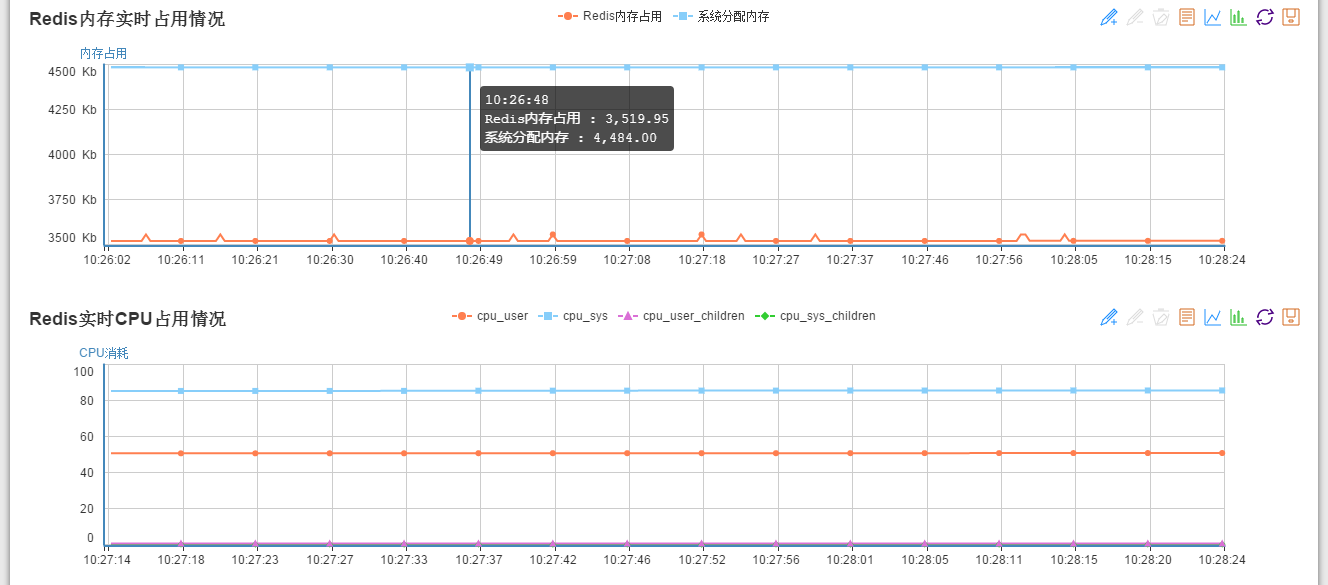 Redis内存实时占用情况
Redis内存占用 系统分配内存
内存占用
4500 Kb
4250 Kb
4000 Kb
3750 Kb
3500 Kb
10:26:48
Redis内存占用 : 3,519.95
系统分配内存 : 4,484.00
10:26:02 10:26:11 10:26:21 10:26:30 10:26:40 10:26:49 10:26:59 10:27:08 10:27:18 10:27:27 10:27:37 10:27:46 10:27:56 10:28:05 10:28:15 10:28:24
Redis实时CPU占用情况
cpu_user cpu_sys cpu_user_children cpu_sys_children
CPU消耗
100
80
60
40
20
0
10:27:14 10:27:18 10:27:23 10:27:27 10:27:33 10:27:37 10:27:42 10:27:46 10:27:52 10:27:56 10:28:01 10:28:05 10:28:11 10:28:15 10:28:20 10:28:24